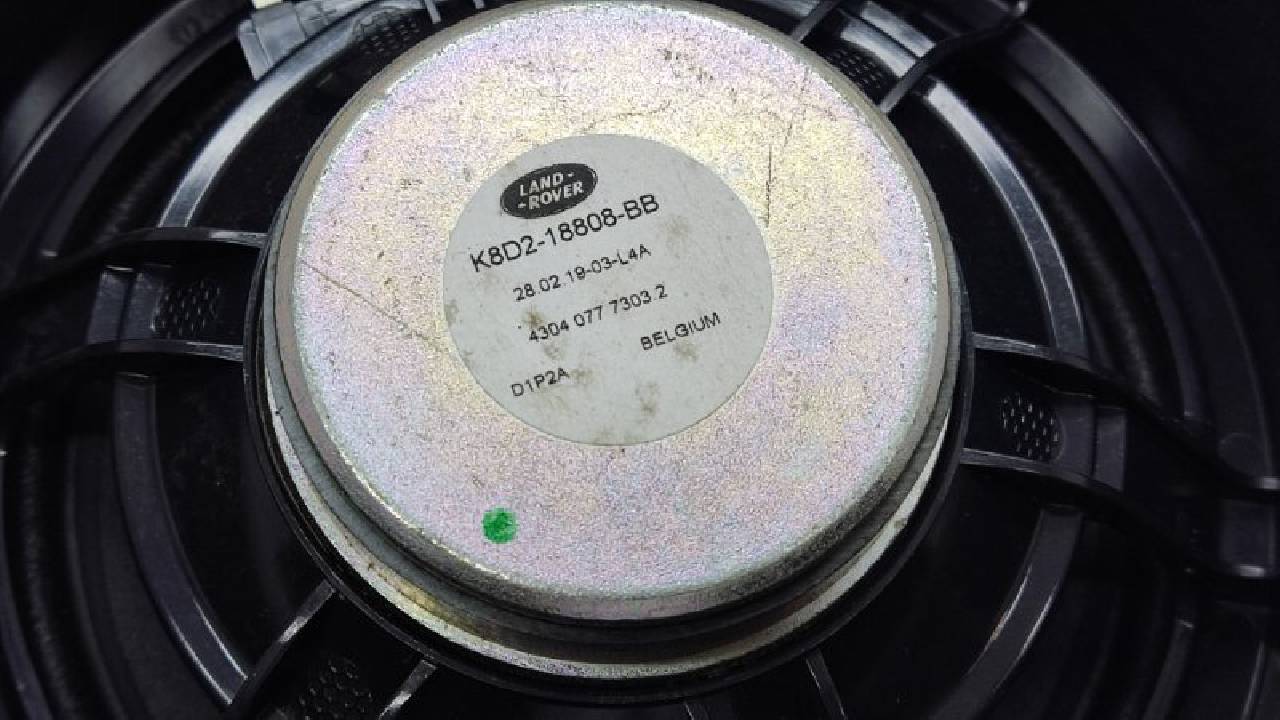 LAND-
-ROVER
K8D2-18808-BB
28.02 19-03-L4A
4304 077 7303.2
BELGIUM
D1P2A